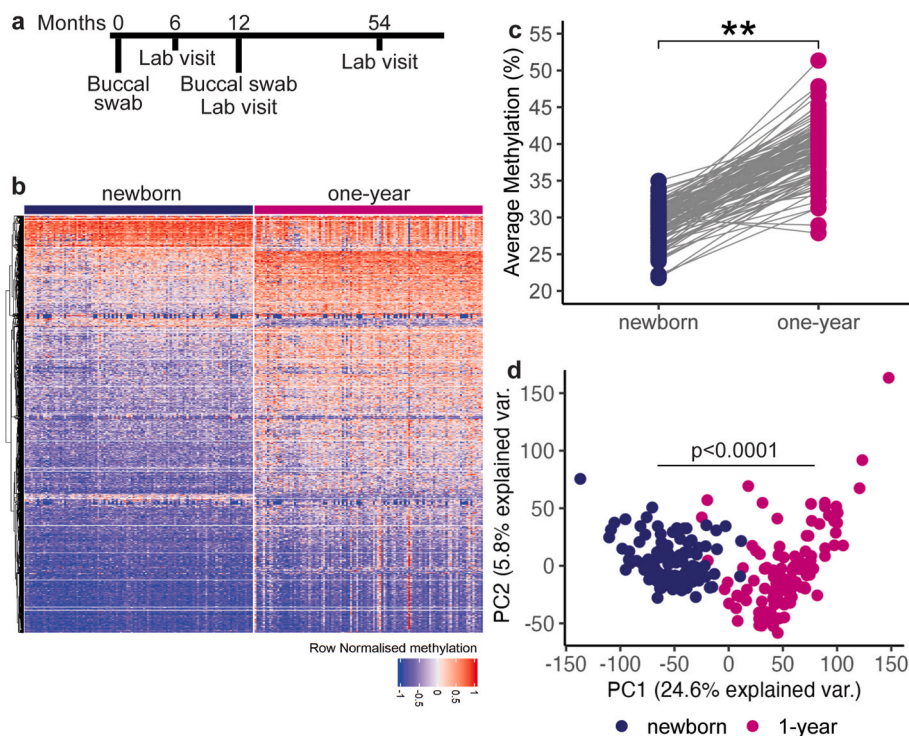 a
Months 0 6 12 54
Lab visit
Lab visit
Buccal swab
Buccal swab
Lab visit
b
newborn one-year
Row Normalised methylation
-1 -0.5 0 0.5 1
c
**
Average Methylation (%)
50
45
40
35
30
25
20
newborn one-year
d
p<0.0001
PC2 (5.8% explained var.)
150
100
50
0
-50
-150 -100 -50 0 50 100 150
PC1 (24.6% explained var.)
newborn 1-year